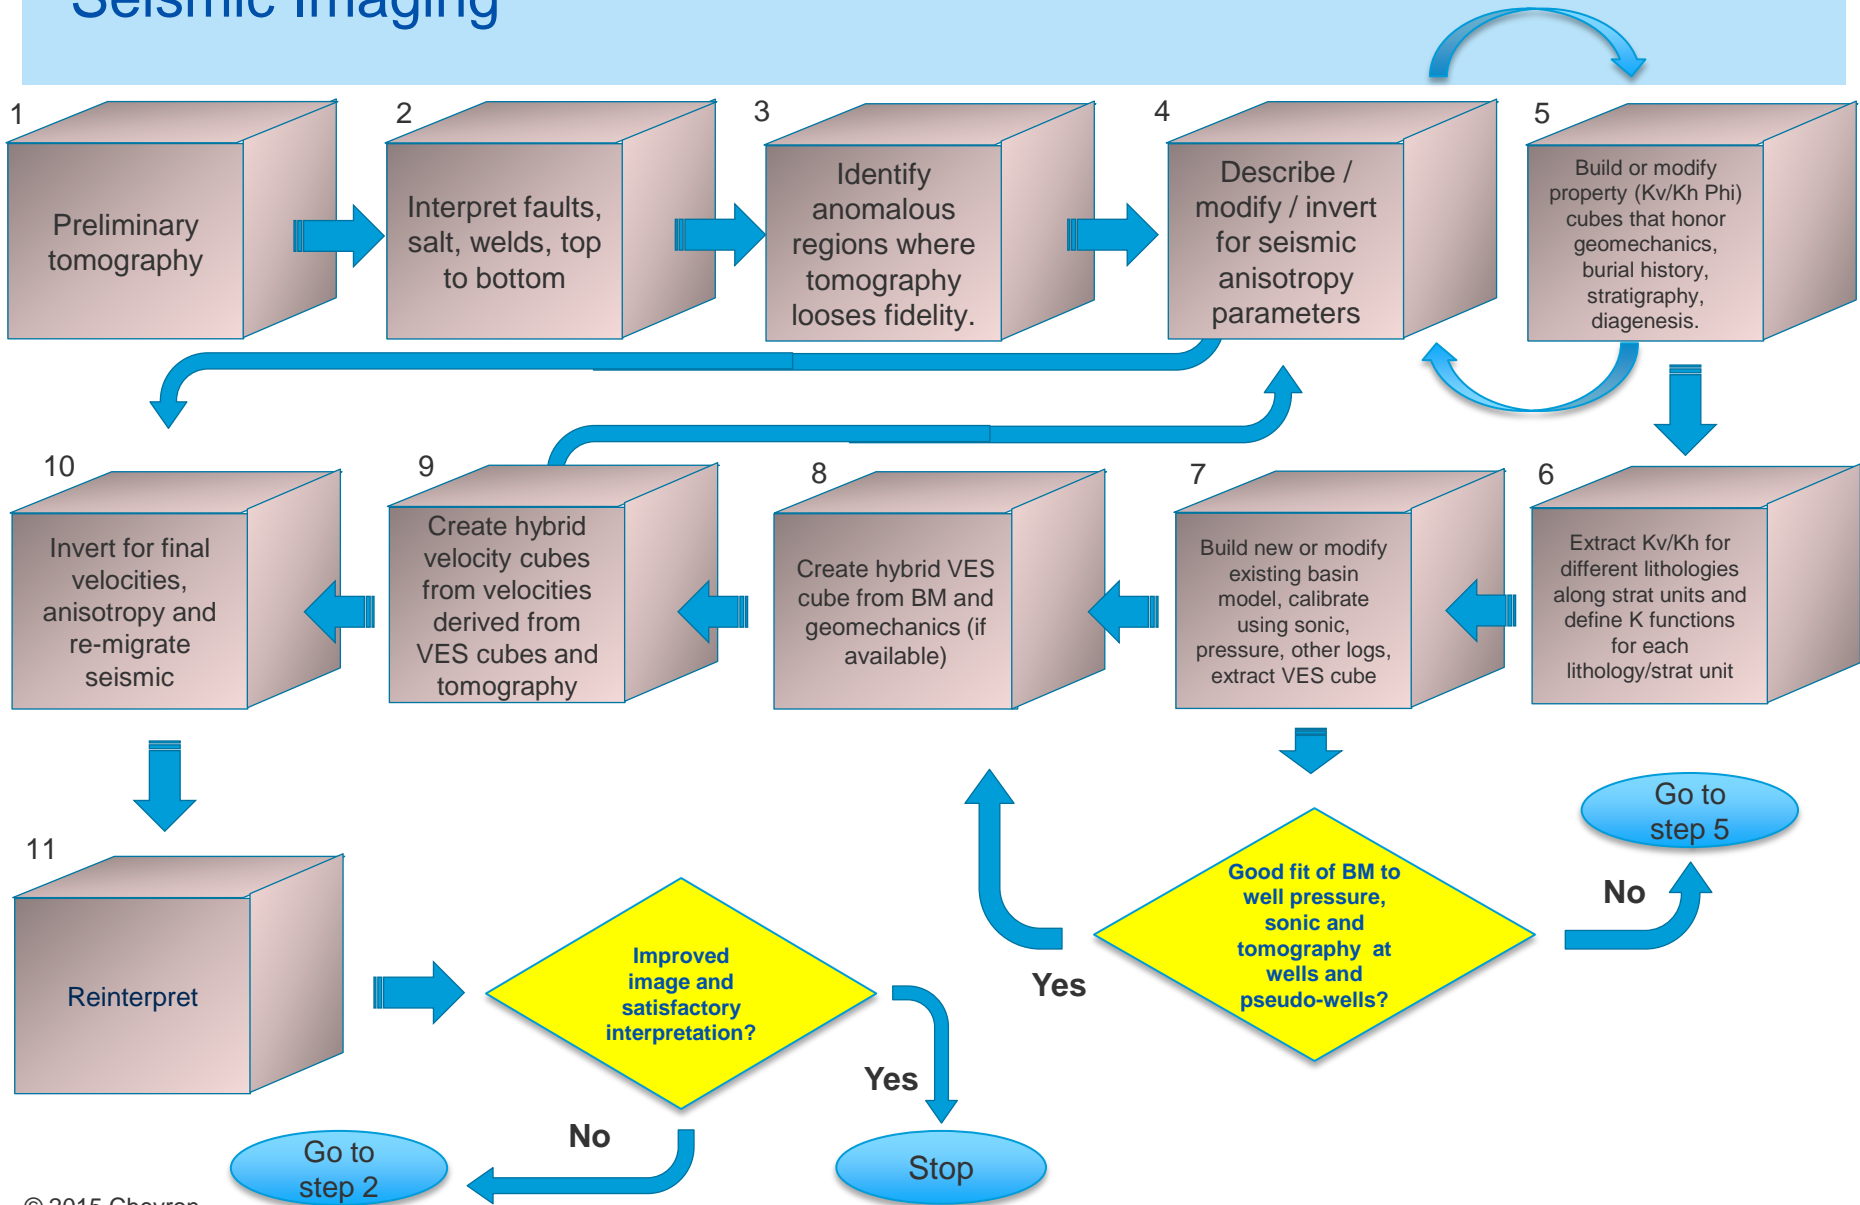 Seismic Imaging
1
Preliminary
tomography
2
Interpret faults,
salt, welds, top
to bottom
3
Identify
anomalous
regions where
tomography
looses fidelity.
4
Describe /
modify / invert
for seismic
anisotropy
parameters
5
Build or modify
property (Kv/Kh Phi)
cubes that honor
geomechanics,
burial history,
stratigraphy,
diagenesis.
10
Invert for final
velocities,
anisotropy and
re-migrate
seismic
9
Create hybrid
velocity cubes
from velocities
derived from
VES cubes and
tomography
8
Create hybrid VES
cube from BM and
geomechanics (if
available)
7
Build new or modify
existing basin
model, calibrate
using sonic,
pressure, other logs,
extract VES cube
6
Extract Kv/Kh for
different lithologies
along strat units and
define K functions
for each
lithology/strat unit
11
Reinterpret
Improved
image and
satisfactory
interpretation?
Yes
No
Go to
step 2
Stop
Good fit of BM to
well pressure,
sonic and
tomography at
wells and
pseudo-wells?
Yes
No
Go to
step 5
© 2015 Chevron